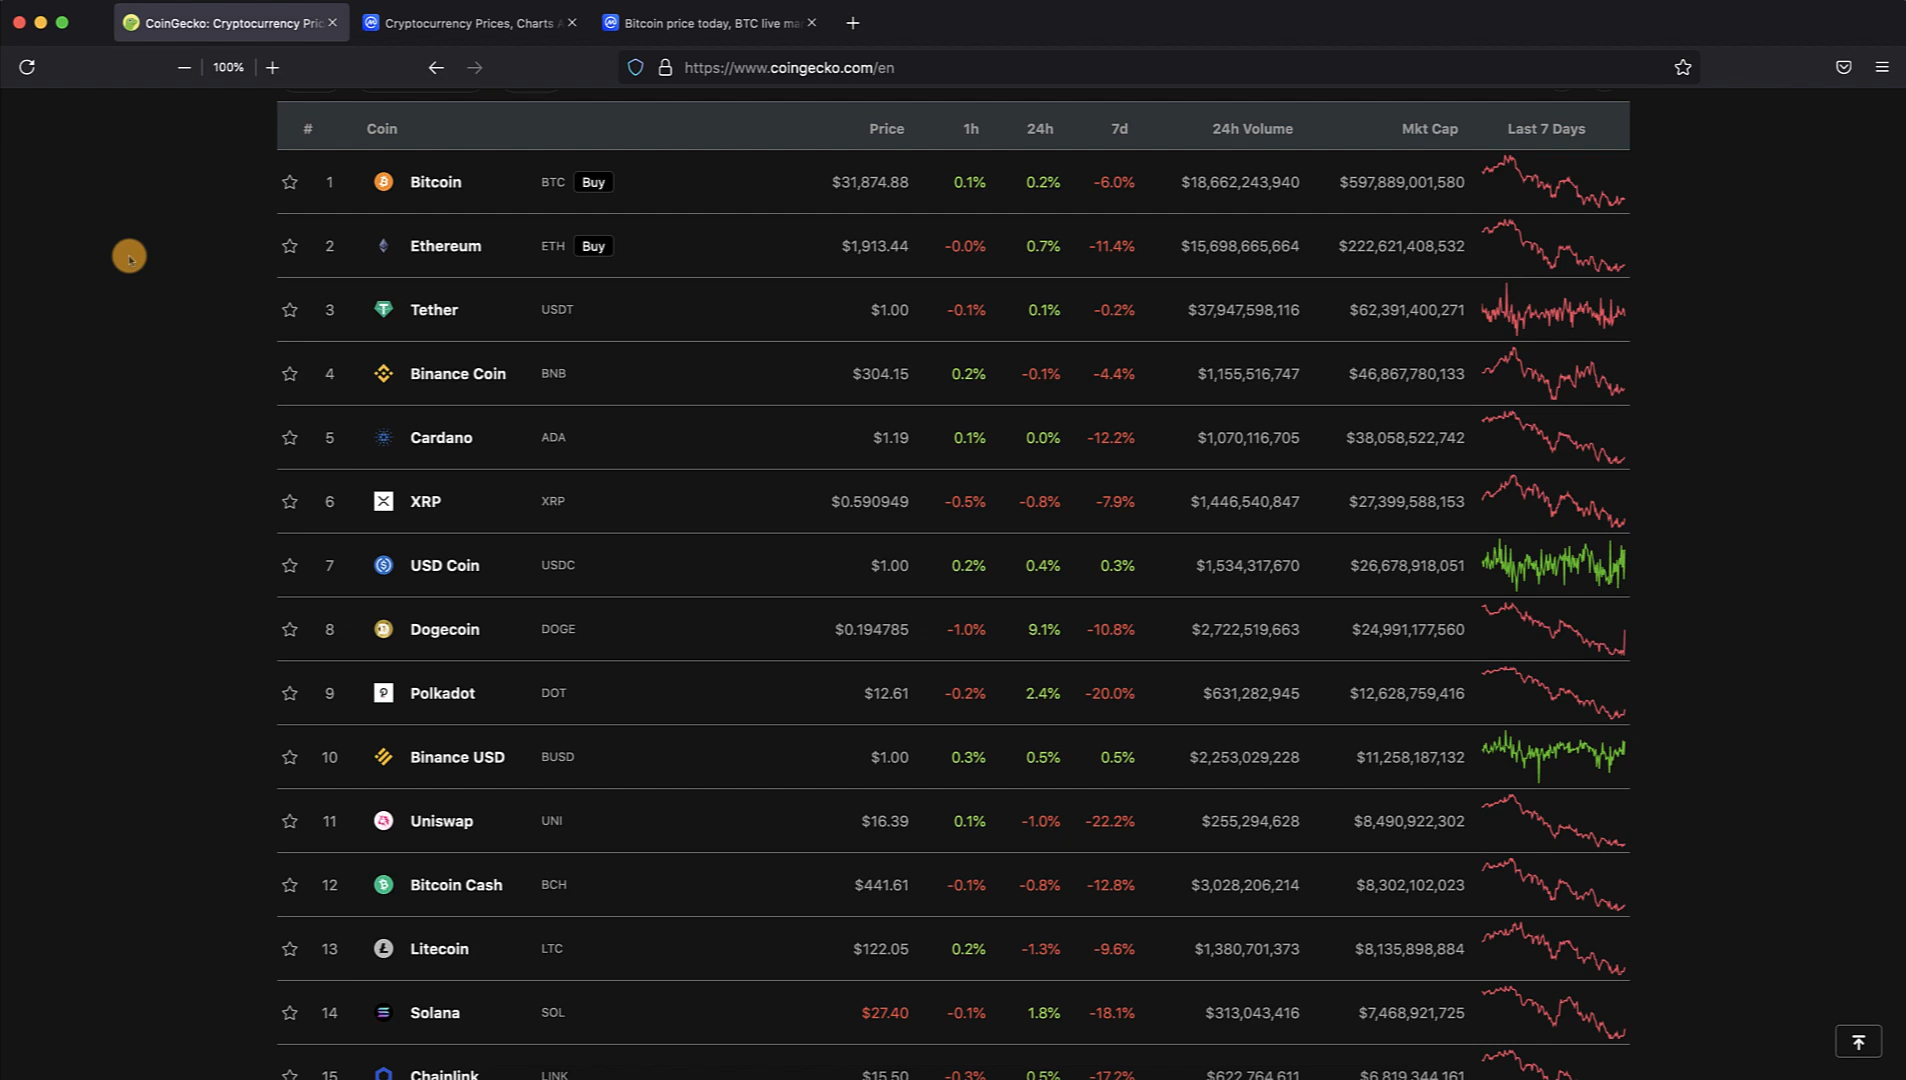 CoinGecko: Cryptocurrency Pric
Cryptocurrency Prices, Charts A
Bitcoin price today, BTC live ma
100%
https://www.coingecko.com/en
# Coin Price 1h 24h 7d 24h Volume Mkt Cap Last 7 Days
1 Bitcoin BTC Buy $31,874.88 0.1% 0.2% -6.0% $18,662,243,940 $597,889,001,580
2 Ethereum ETH Buy $1,913.44 -0.0% 0.7% -11.4% $15,698,665,664 $222,621,408,532
3 Tether USDT $1.00 -0.1% 0.1% -0.2% $37,947,598,116 $62,391,400,271
4 Binance Coin BNB $304.15 0.2% -0.1% -4.4% $1,155,516,747 $46,867,780,133
5 Cardano ADA $1.19 0.1% 0.0% -12.2% $1,070,116,705 $38,058,522,742
6 XRP XRP $0.590949 -0.5% -0.8% -7.9% $1,446,540,847 $27,399,588,153
7 USD Coin USDC $1.00 0.2% 0.4% 0.3% $1,534,317,670 $26,678,918,051
8 Dogecoin DOGE $0.194785 -1.0% 9.1% -10.8% $2,722,519,663 $24,991,177,560
9 Polkadot DOT $12.61 -0.2% 2.4% -20.0% $631,282,945 $12,628,759,416
10 Binance USD BUSD $1.00 0.3% 0.5% 0.5% $2,253,029,228 $11,258,187,132
11 Uniswap UNI $16.39 0.1% -1.0% -22.2% $255,294,628 $8,490,922,302
12 Bitcoin Cash BCH $441.61 -0.1% -0.8% -12.8% $3,028,206,214 $8,302,102,023
13 Litecoin LTC $122.05 0.2% -1.3% -9.6% $1,380,701,373 $8,135,898,884
14 Solana SOL $27.40 -0.1% 1.8% -18.1% $313,043,416 $7,468,921,725
15 Chainlink LINK $15.50 -0.3% 0.5% -17.2% $622,764,611 $6,819,344,161